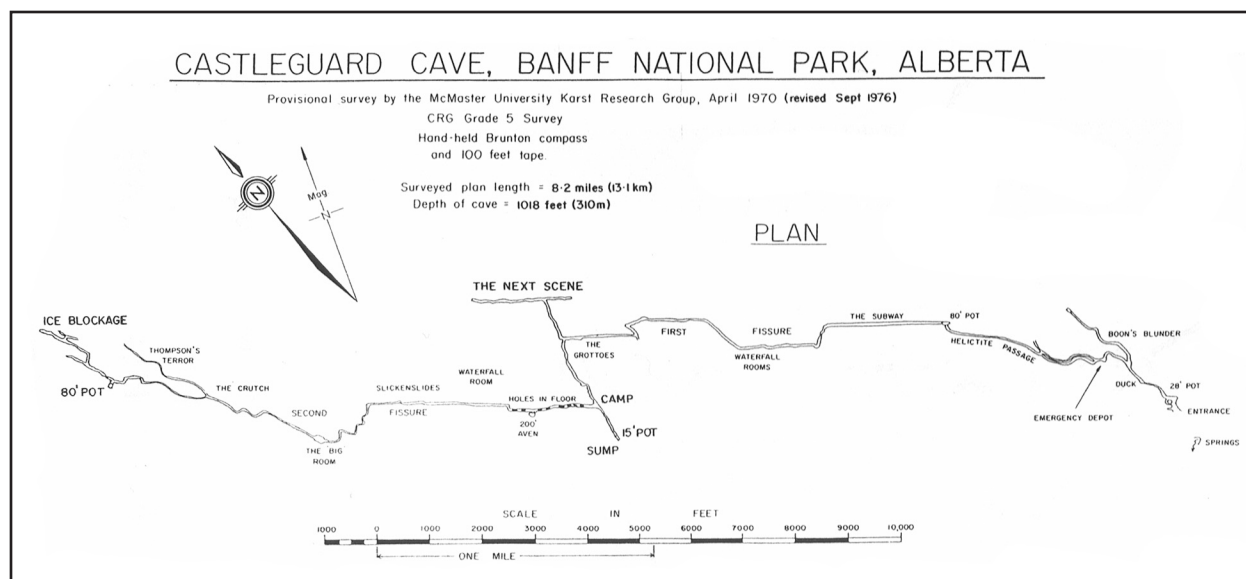 CASTLEGUARD CAVE, BANFF NATIONAL PARK, ALBERTA
Provisional survey by the McMaster University Karst Research Group, April 1970 (revised Sept 1976)
CRG Grade 5 Survey
Hand-held Brunton compass
and 100 feet tape.
Surveyed plan length = 8·2 miles (13·1 km)
Depth of cave = 1018 feet (310m)
N
Mag
N
PLAN
THE NEXT SCENE
ICE BLOCKAGE
THOMPSON'S
TERROR
80' POT
THE CRUTCH
SECOND
THE BIG
ROOM
SLICKENSLIDES
FISSURE
WATERFALL
ROOM
HOLES IN FLOOR
200'
AVEN
CAMP
15' POT
SUMP
THE
GROTTOES
FIRST
FISSURE
WATERFALL
ROOMS
THE SUBWAY
80' POT
HELICTITE PASSAGE
BOON'S BLUNDER
DUCK
28' POT
ENTRANCE
EMERGENCY DEPOT
SPRINGS
SCALE IN FEET
1000 0 1000 2000 3000 4000 5000 6000 7000 8000 9000 10,000
ONE MILE